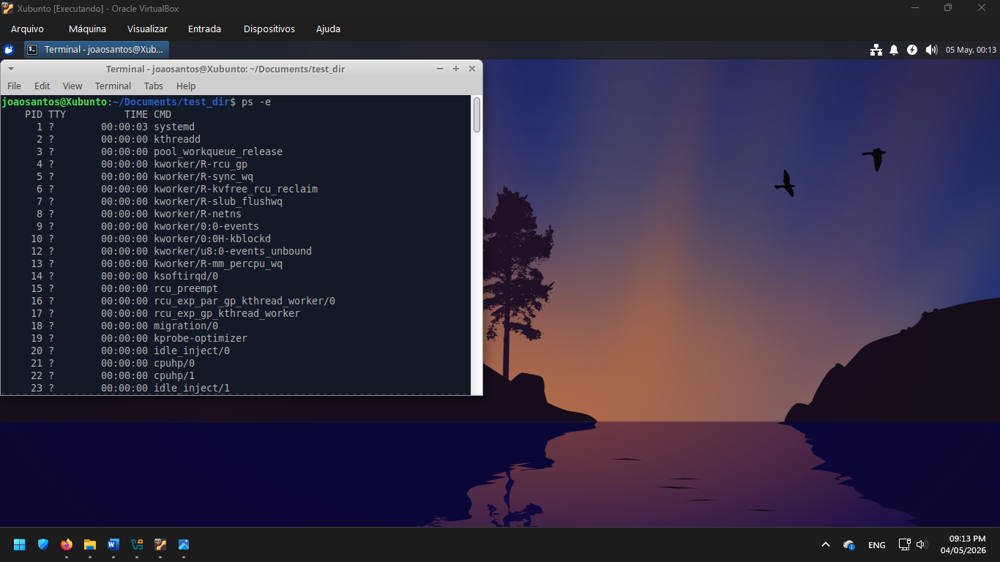 Xubunto [Executando] - Oracle VirtualBox
Arquivo Máquina Visualizar Entrada Dispositivos Ajuda
Terminal - joaosantos@Xub... 05 May, 00:13
Terminal - joaosantos@Xubunto: ~/Documents/test_dir
File Edit View Terminal Tabs Help
joaosantos@Xubunto:~/Documents/test_dir$ ps -e
PID TTY TIME CMD
1 ? 00:00:03 systemd
2 ? 00:00:00 kthreadd
3 ? 00:00:00 pool_workqueue_release
4 ? 00:00:00 kworker/R-rcu_gp
5 ? 00:00:00 kworker/R-sync_wq
6 ? 00:00:00 kworker/R-kvfree_rcu_reclaim
7 ? 00:00:00 kworker/R-slub_flushwq
8 ? 00:00:00 kworker/R-netns
9 ? 00:00:00 kworker/0:0-events
10 ? 00:00:00 kworker/0:0H-kblockd
12 ? 00:00:00 kworker/u8:0-events_unbound
13 ? 00:00:00 kworker/R-mm_percpu_wq
14 ? 00:00:00 ksoftirqd/0
15 ? 00:00:00 rcu_preempt
16 ? 00:00:00 rcu_exp_par_gp_kthread_worker/0
17 ? 00:00:00 rcu_exp_gp_kthread_worker
18 ? 00:00:00 migration/0
19 ? 00:00:00 kprobe-optimizer
20 ? 00:00:00 idle_inject/0
21 ? 00:00:00 cpuhp/0
22 ? 00:00:00 cpuhp/1
23 ? 00:00:00 idle_inject/1
ENG 09:13 PM
04/05/2026